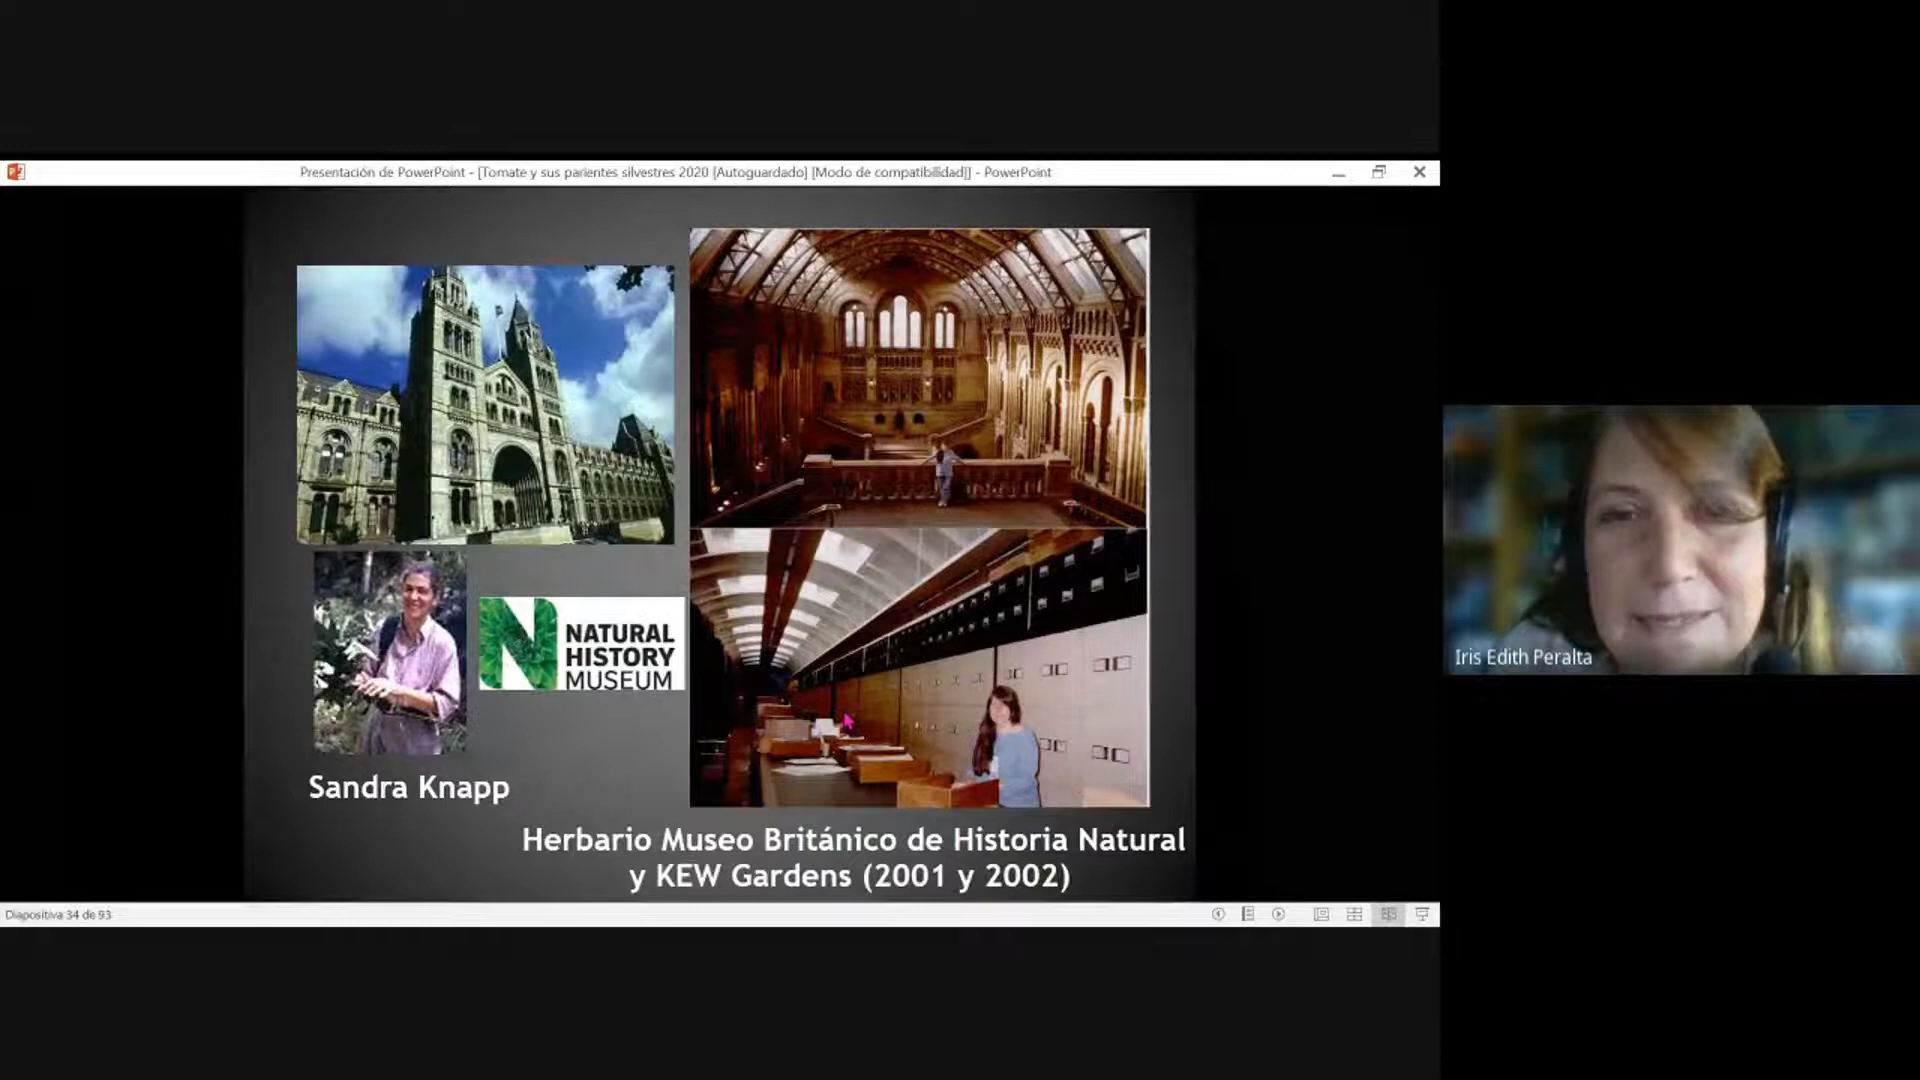 Presentación de PowerPoint - [Tomate y sus parientes silvestres 2020 [Autoguardado] [Modo de compatibilidad]] - PowerPoint
NATURAL
HISTORY
MUSEUM
Sandra Knapp
Herbario Museo Británico de Historia Natural
y KEW Gardens (2001 y 2002)
Diapositiva 34 de 93
Iris Edith Peralta